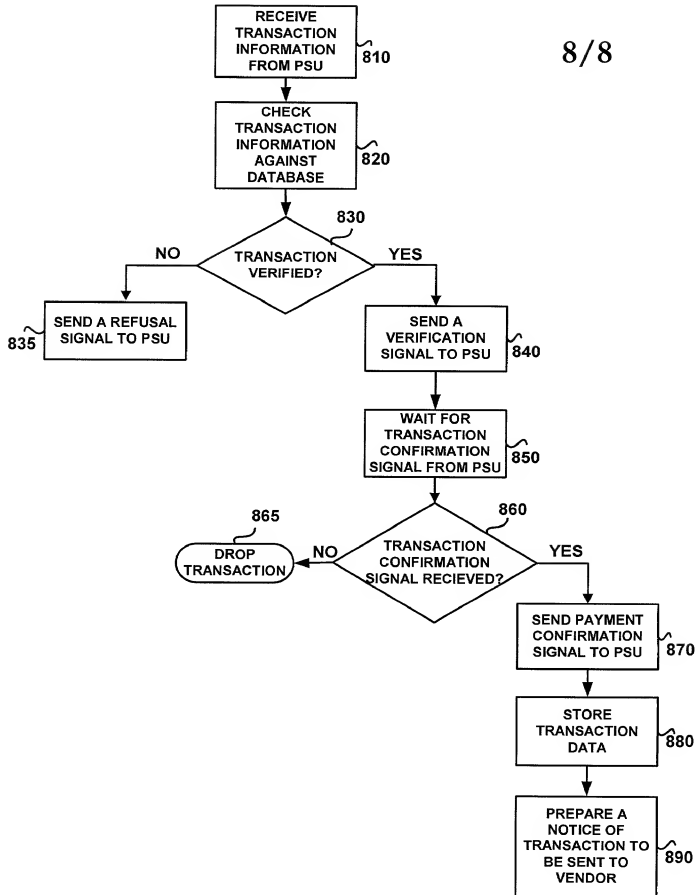 RECEIVE
TRANSACTION
INFORMATION
FROM PSU
810
8/8
CHECK
TRANSACTION
INFORMATION
AGAINST
DATABASE
820
830
TRANSACTION
VERIFIED?
NO
YES
SEND A REFUSAL
SIGNAL TO PSU
835
SEND A
VERIFICATION
SIGNAL TO PSU
840
WAIT FOR
TRANSACTION
CONFIRMATION
SIGNAL FROM PSU
850
860
TRANSACTION
CONFIRMATION
SIGNAL RECIEVED?
NO
YES
865
DROP
TRANSACTION
SEND PAYMENT
CONFIRMATION
SIGNAL TO PSU
870
STORE
TRANSACTION
DATA
880
PREPARE A
NOTICE OF
TRANSACTION TO
BE SENT TO
VENDOR
890